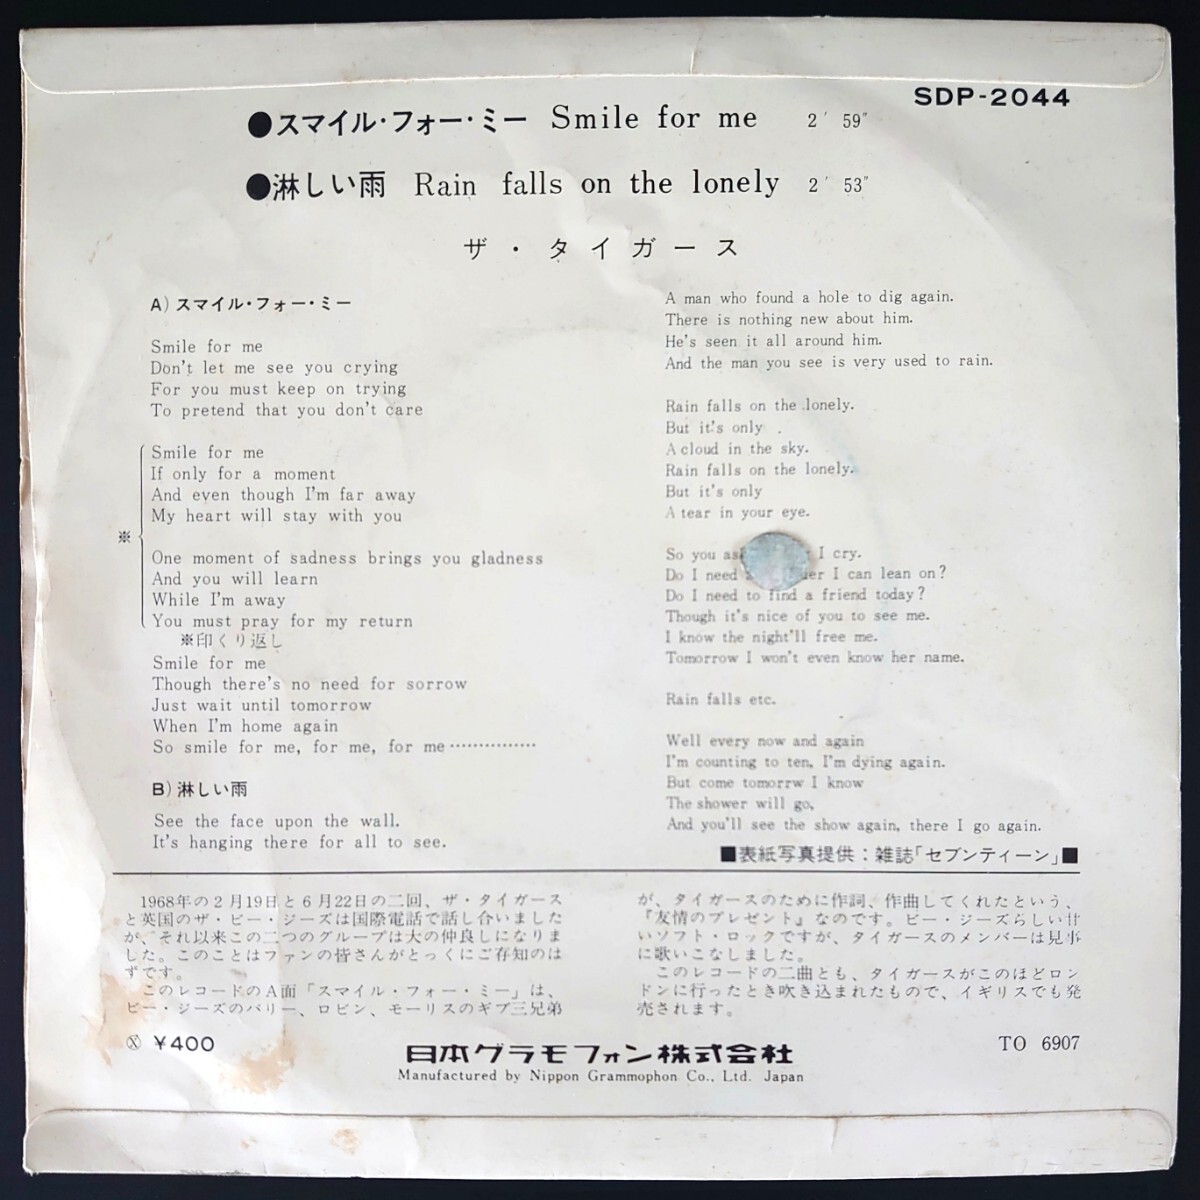 SDP-2044
●スマイル・フォー・ミー Smile for me 2′59″
●淋しい雨 Rain falls on the lonely 2′53″
ザ・タイガース
A)スマイル・フォー・ミー
Smile for me
Don't let me see you crying
For you must keep on trying
To pretend that you don't care
Smile for me
If only for a moment
And even though I'm far away
My heart will stay with you
※
One moment of sadness brings you gladness
And you will learn
While I'm away
You must pray for my return
※印くり返し
Smile for me
Though there's no need for sorrow
Just wait until tomorrow
When I'm home again
So smile for me, for me, for me ……………
B)淋しい雨
See the face upon the wall.
It's hanging there for all to see.
A man who found a hole to dig again.
There is nothing new about him.
He's seen it all around him.
And the man you see is very used to rain.
Rain falls on the lonely.
But it's only
A cloud in the sky.
Rain falls on the lonely.
But it's only
A tear in your eye.
So you I cry.
Do I need I can lean on?
Do I need to find a friend today?
Though it's nice of you to see me.
I know the night'll free me.
Tomorrow I won't even know her name.
Rain falls etc.
Well every now and again
I'm counting to ten, I'm dying again.
But come tomorrw I know
The shower will go,
And you'll see the show again, there I go again.
■表紙写真提供：雑誌「セブンティーン」■
1968年の2月19日と6月22日の二回、ザ・タイガース
と英国のザ・ビー・ジーズは国際電話で話し合いました
が、それ以来この二つのグループは大の仲良しになりま
した。このことはファンの皆さんがとっくにご存知のは
ずです。
このレコードのA面「スマイル・フォー・ミー」は、
ビー・ジーズのバリー、ロビン、モーリスのギブ三兄弟
が、タイガースのために作詞、作曲してくれたという、
『友情のプレゼント』なのです。ビー・ジーズらしい甘
いソフト・ロックですが、タイガースのメンバーは見事
に歌いこなしました。
このレコードの二曲とも、タイガースがこのほどロン
ドンに行ったとき吹き込まれたもので、イギリスでも発
売されます。
Ⓧ ¥400
日本グラモフォン株式会社
TO 6907
Manufactured by Nippon Grammophon Co., Ltd. Japan